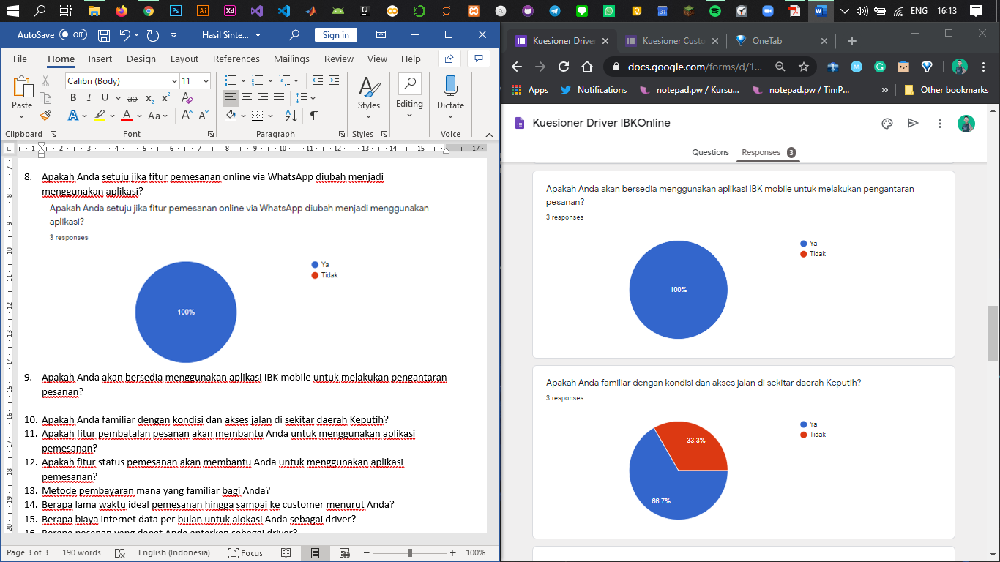 ENG 16:13
AutoSave Off Hasil Sinte... Sign in
File Home Insert Design Layout References Mailings Review View Help
Calibri (Body) 11
Paste Styles Editing Dictate
Clipboard Font Paragraph Styles Voice
8. Apakah Anda setuju jika fitur pemesanan online via WhatsApp diubah menjadi
menggunakan aplikasi?
Apakah Anda setuju jika fitur pemesanan online via WhatsApp diubah menjadi menggunakan
aplikasi?
3 responses
Ya
Tidak
100%
9. Apakah Anda akan bersedia menggunakan aplikasi IBK mobile untuk melakukan pengantaran
pesanan?
10. Apakah Anda familiar dengan kondisi dan akses jalan di sekitar daerah Keputih?
11. Apakah fitur pembatalan pesanan akan membantu Anda untuk menggunakan aplikasi
pemesanan?
12. Apakah fitur status pemesanan akan membantu Anda untuk menggunakan aplikasi
pemesanan?
13. Metode pembayaran mana yang familiar bagi Anda?
14. Berapa lama waktu ideal pemesanan hingga sampai ke customer menurut Anda?
15. Berapa biaya internet data per bulan untuk alokasi Anda sebagai driver?
16. Berapa pesanan yang dapat Anda antarkan sebagai driver?
Page 3 of 3 190 words English (Indonesia) Focus 100%
Kuesioner Drive Kuesioner Custo OneTab
docs.google.com/forms/d/1...
Apps Notifications notepad.pw / Kursu... notepad.pw / TimP... » Other bookmarks
Kuesioner Driver IBKOnline
Questions Responses 3
Apakah Anda akan bersedia menggunakan aplikasi IBK mobile untuk melakukan pengantaran
pesanan?
3 responses
Ya
Tidak
100%
Apakah Anda familiar dengan kondisi dan akses jalan di sekitar daerah Keputih?
3 responses
Ya
Tidak
33.3%
66.7%